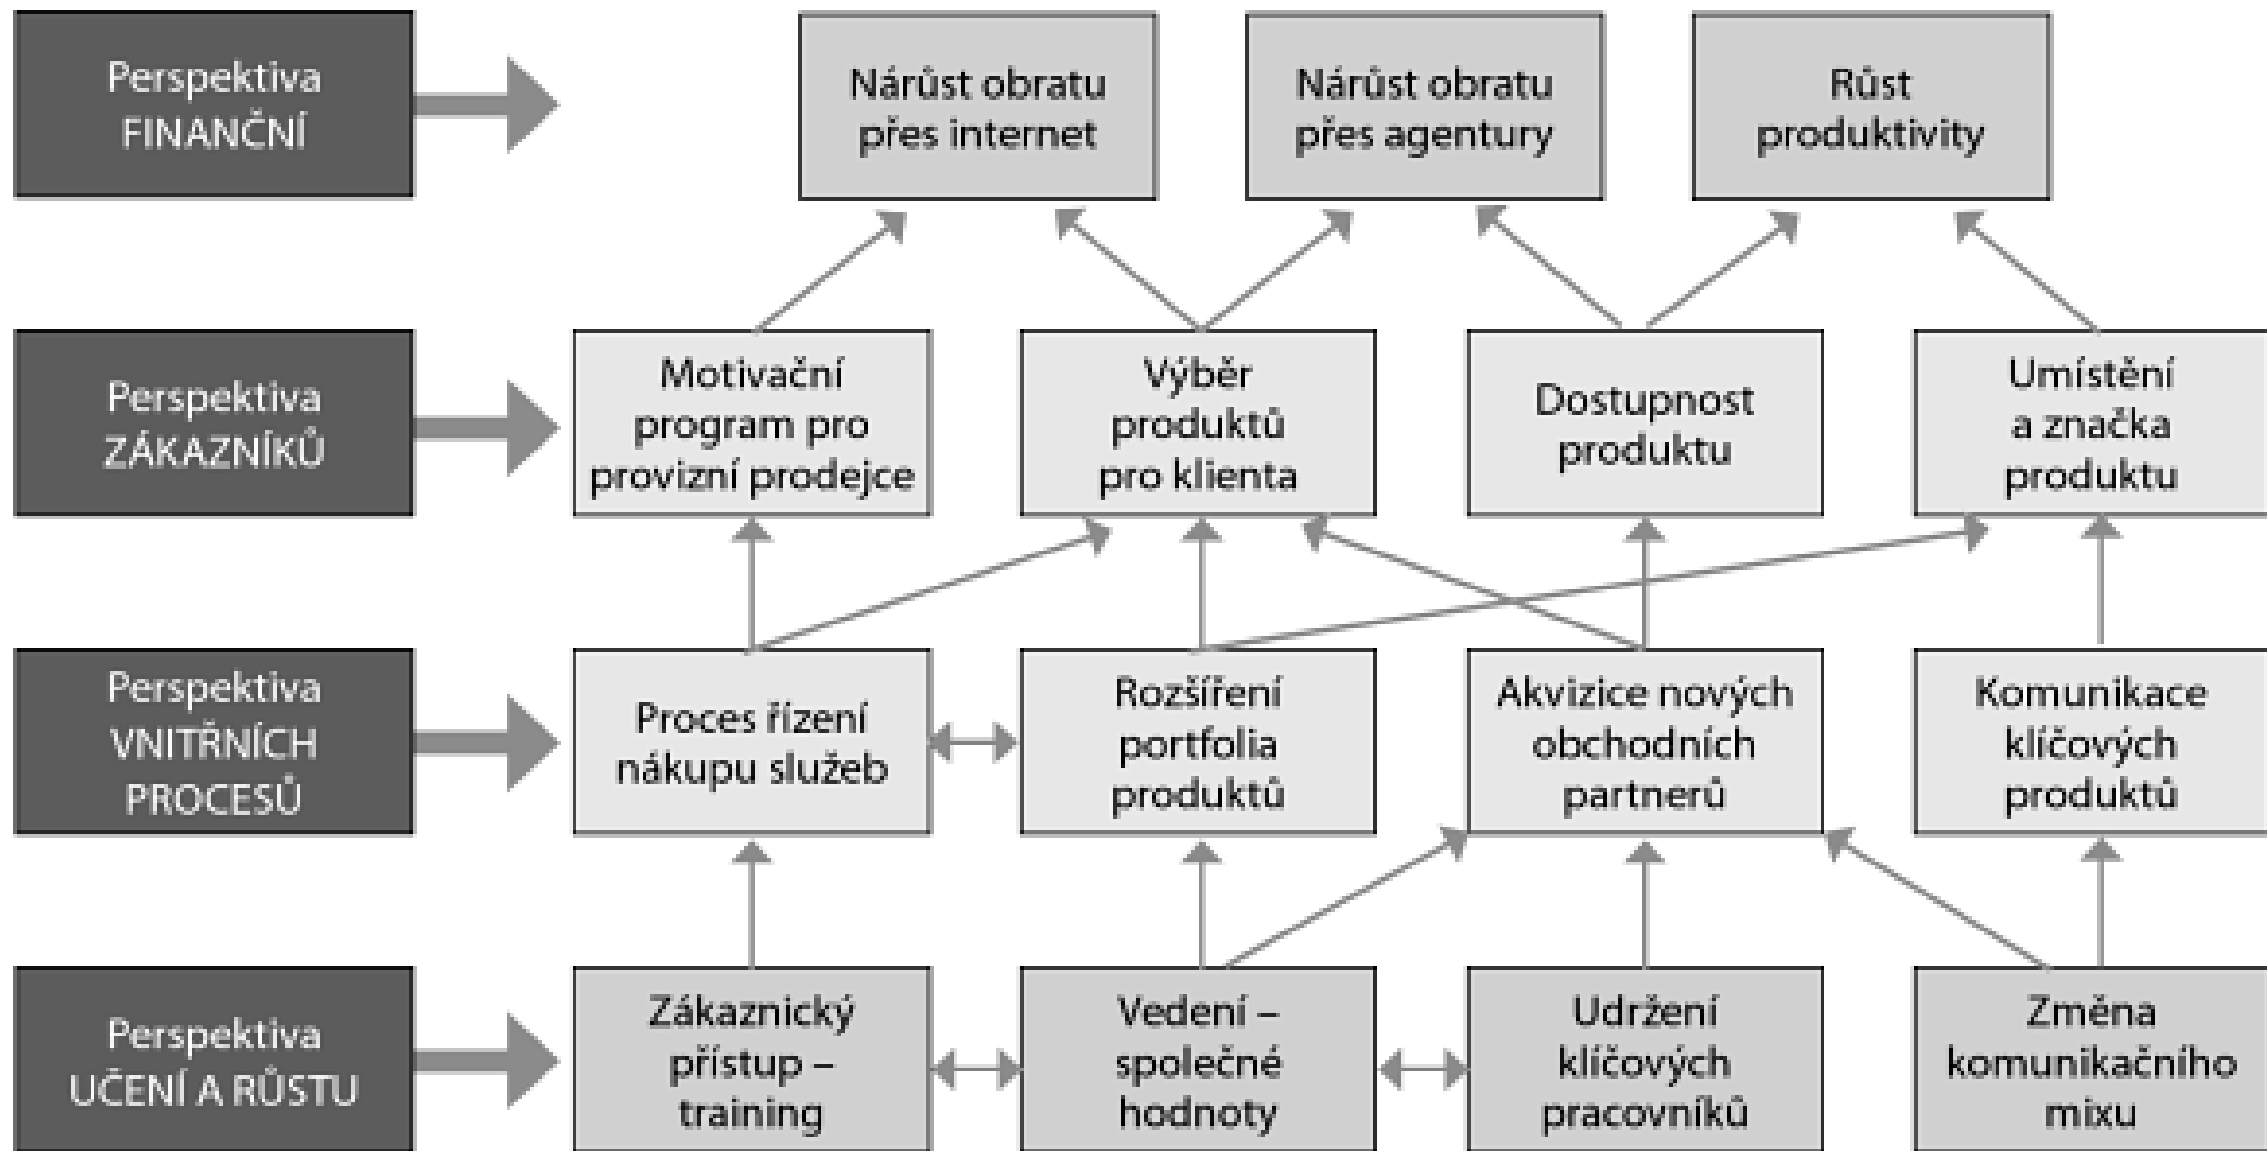 Perspektiva
FINANČNÍ
Nárůst obratu
přes internet
Nárůst obratu
přes agentury
Růst
produktivity
Perspektiva
ZÁKAZNÍKŮ
Motivační
program pro
provizní prodejce
Výběr
produktů
pro klienta
Dostupnost
produktu
Umístění
a značka
produktu
Perspektiva
VNITŘNÍCH
PROCESŮ
Proces řízení
nákupu služeb
Rozšíření
portfolia
produktů
Akvizice nových
obchodních
partnerů
Komunikace
klíčových
produktů
Perspektiva
UČENÍ A RŮSTU
Zákaznický
přístup –
training
Vedení –
společné
hodnoty
Udržení
klíčových
pracovníků
Změna
komunikačního
mixu